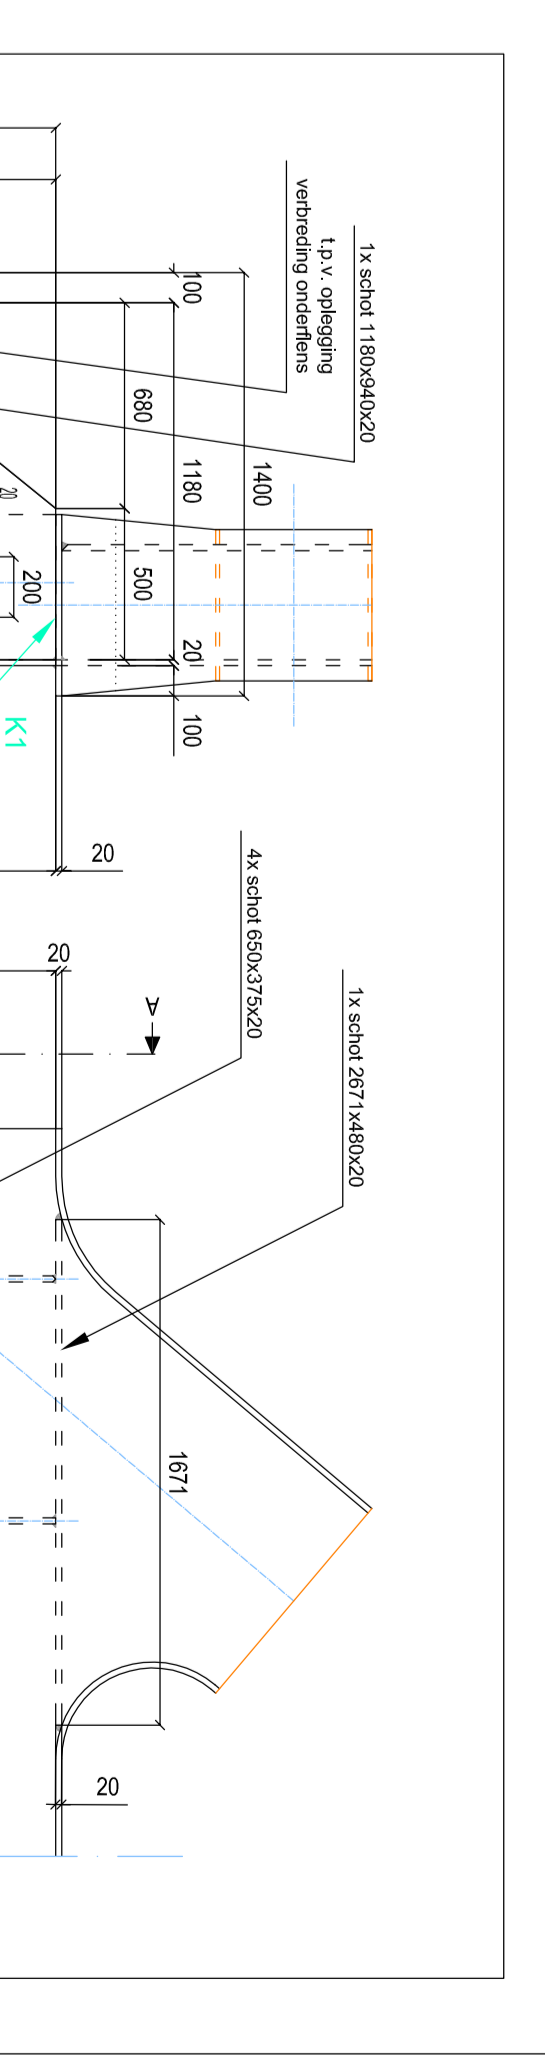 1x schot 1180x940x20
t.p.v. oplegging
verbreding onderflens
100
680
1180
1400
20
200
500
20
100
K1
20
4x schot 650x375x20
20
A
1x schot 2671x480x20
1671
20